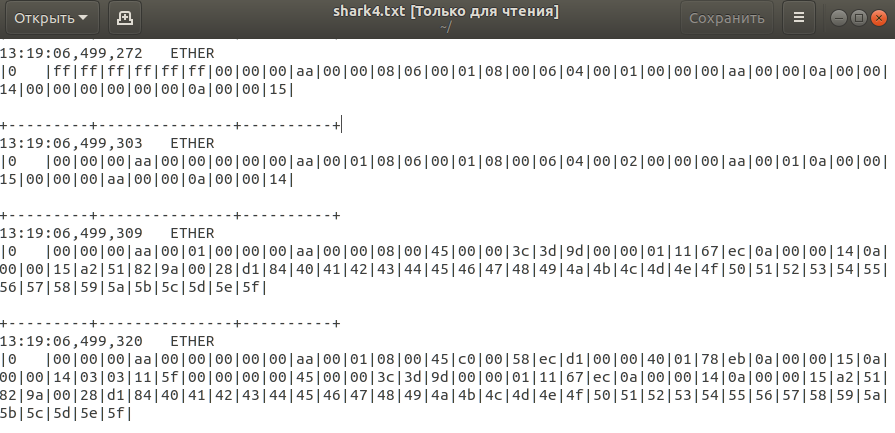 Открыть
shark4.txt [Только для чтения]
~/
Сохранить
13:19:06,499,272   ETHER
|0   |ff|ff|ff|ff|ff|ff|00|00|00|aa|00|00|08|06|00|01|08|00|06|04|00|01|00|00|00|aa|00|00|0a|00|00|
14|00|00|00|00|00|00|0a|00|00|15|
+---------+---------------+----------+
13:19:06,499,303   ETHER
|0   |00|00|00|aa|00|00|00|00|00|aa|00|01|08|06|00|01|08|00|06|04|00|02|00|00|00|aa|00|01|0a|00|00|
15|00|00|00|aa|00|00|0a|00|00|14|
+---------+---------------+----------+
13:19:06,499,309   ETHER
|0   |00|00|00|aa|00|01|00|00|00|aa|00|00|08|00|45|00|00|3c|3d|9d|00|00|01|11|67|ec|0a|00|00|14|0a|
00|00|15|a2|51|82|9a|00|28|d1|84|40|41|42|43|44|45|46|47|48|49|4a|4b|4c|4d|4e|4f|50|51|52|53|54|55|
56|57|58|59|5a|5b|5c|5d|5e|5f|
+---------+---------------+----------+
13:19:06,499,320   ETHER
|0   |00|00|00|aa|00|00|00|00|00|aa|00|01|08|00|45|c0|00|58|ec|d1|00|00|40|01|78|eb|0a|00|00|15|0a|
00|00|14|03|03|11|5f|00|00|00|00|45|00|00|3c|3d|9d|00|00|01|11|67|ec|0a|00|00|14|0a|00|00|15|a2|51|
82|9a|00|28|d1|84|40|41|42|43|44|45|46|47|48|49|4a|4b|4c|4d|4e|4f|50|51|52|53|54|55|56|57|58|59|5a|
5b|5c|5d|5e|5f|